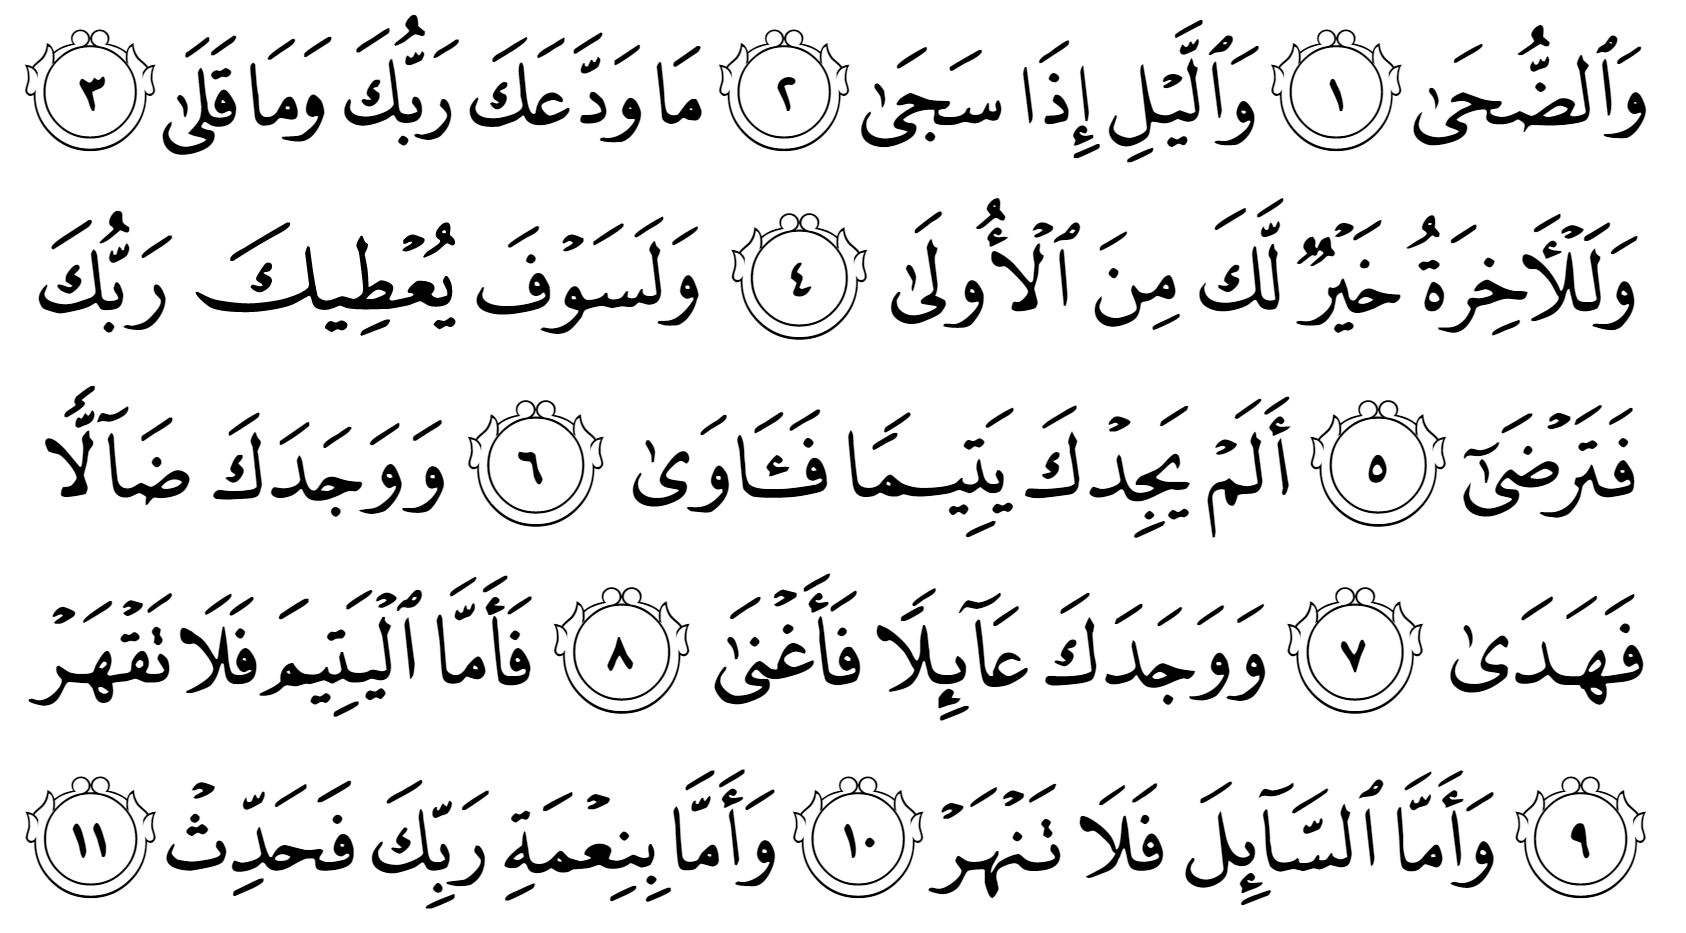 وَٱلضُّحَىٰ ١ وَٱلَّيْلِ إِذَا سَجَىٰ ٢ مَا وَدَّعَكَ رَبُّكَ وَمَا قَلَىٰ ٣
وَلَلْأَخِرَةُ خَيْرٌ لَّكَ مِنَ ٱلْأُولَىٰ ٤ وَلَسَوْفَ يُعْطِيكَ رَبُّكَ
فَتَرْضَىٰٓ ٥ أَلَمْ يَجِدْكَ يَتِيمًا فَـَٔاوَىٰ ٦ وَوَجَدَكَ ضَآلًّا
فَهَدَىٰ ٧ وَوَجَدَكَ عَآئِلًا فَأَغْنَىٰ ٨ فَأَمَّا ٱلْيَتِيمَ فَلَا تَقْهَرْ
٩ وَأَمَّا ٱلسَّآئِلَ فَلَا تَنْهَرْ ١٠ وَأَمَّا بِنِعْمَةِ رَبِّكَ فَحَدِّثْ ١١